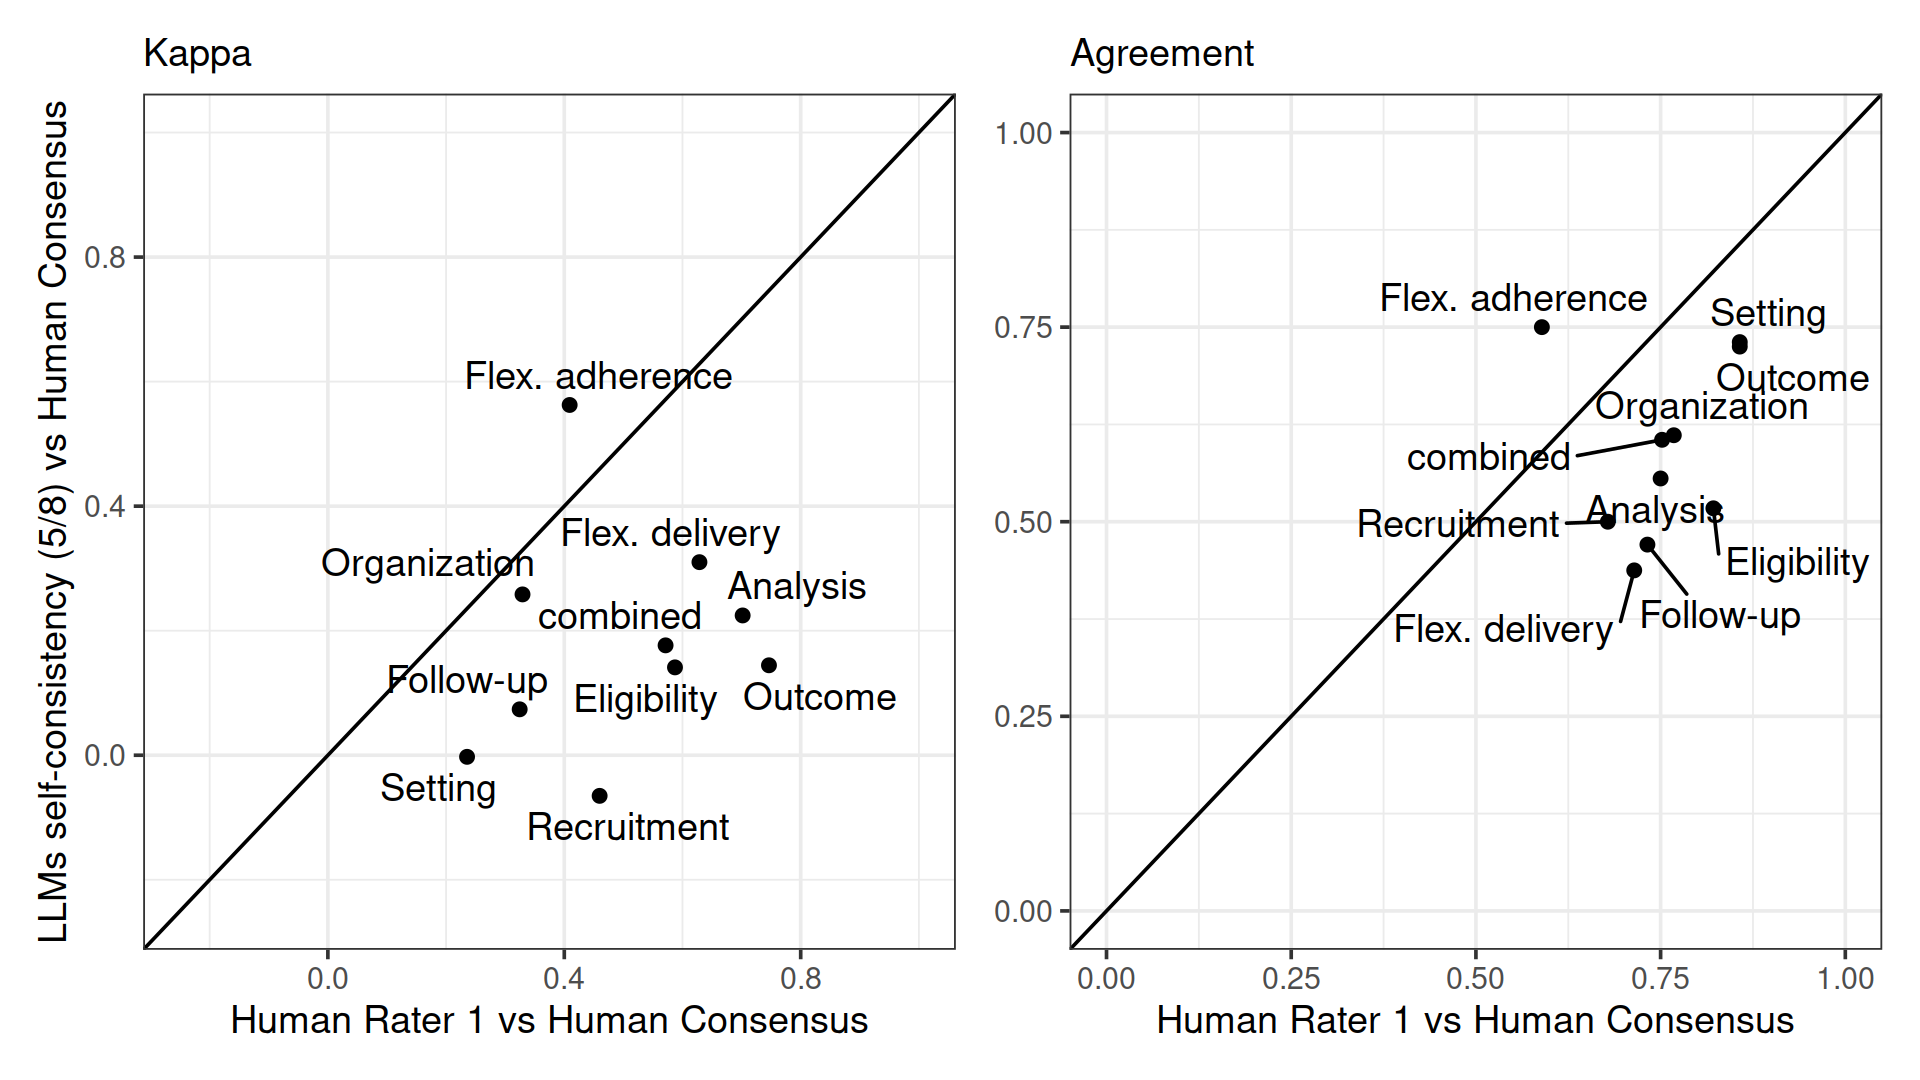 Kappa
LLMs self-consistency (5/8) vs Human Consensus
0.8
0.4
0.0
Flex. adherence
Flex. delivery
Organization
Analysis
combined
Follow-up
Eligibility
Outcome
Setting
Recruitment
0.0
0.4
0.8
Human Rater 1 vs Human Consensus
Agreement
1.00
0.75
0.50
0.25
0.00
Flex. adherence
Setting
Outcome
Organization
combined
Analysis
Recruitment
Eligibility
Follow-up
Flex. delivery
0.00
0.25
0.50
0.75
1.00
Human Rater 1 vs Human Consensus